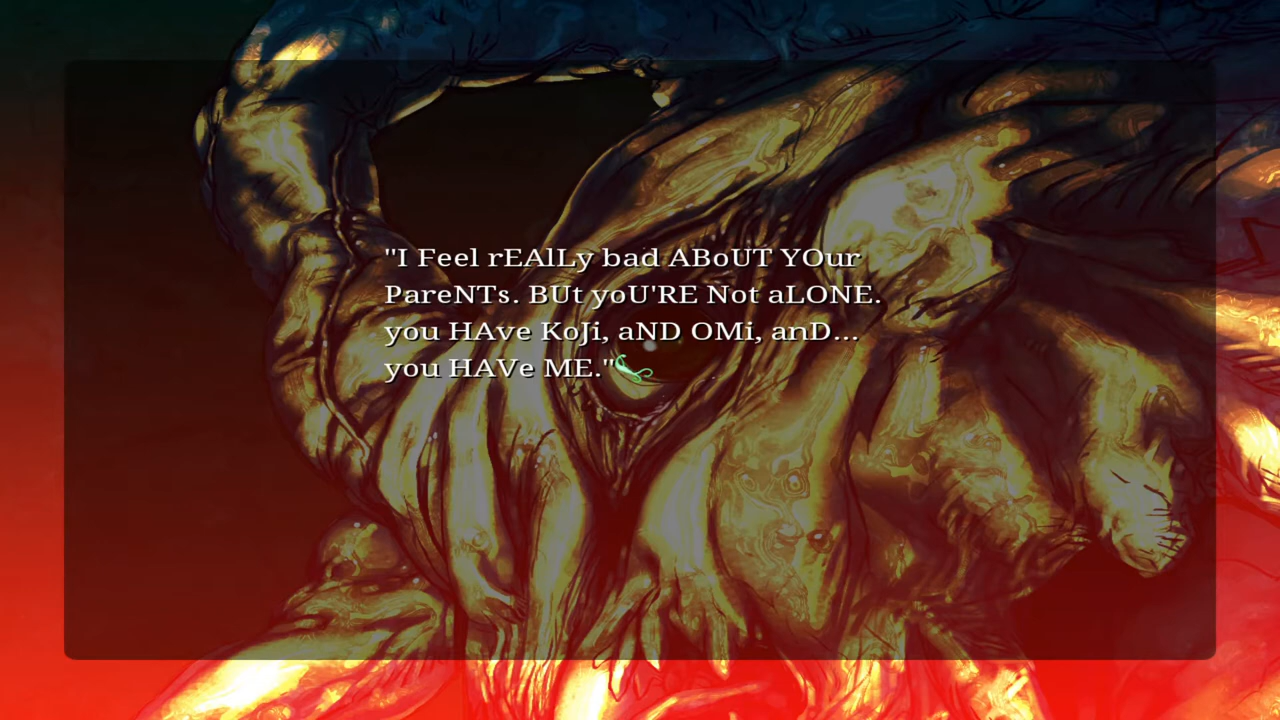 "I Feel rEAlLy bad ABoUT YOur
PareNTs. BUt yoU'RE Not aLONE.
you HAve KoJi, aND OMi, anD...
you HAVe ME."